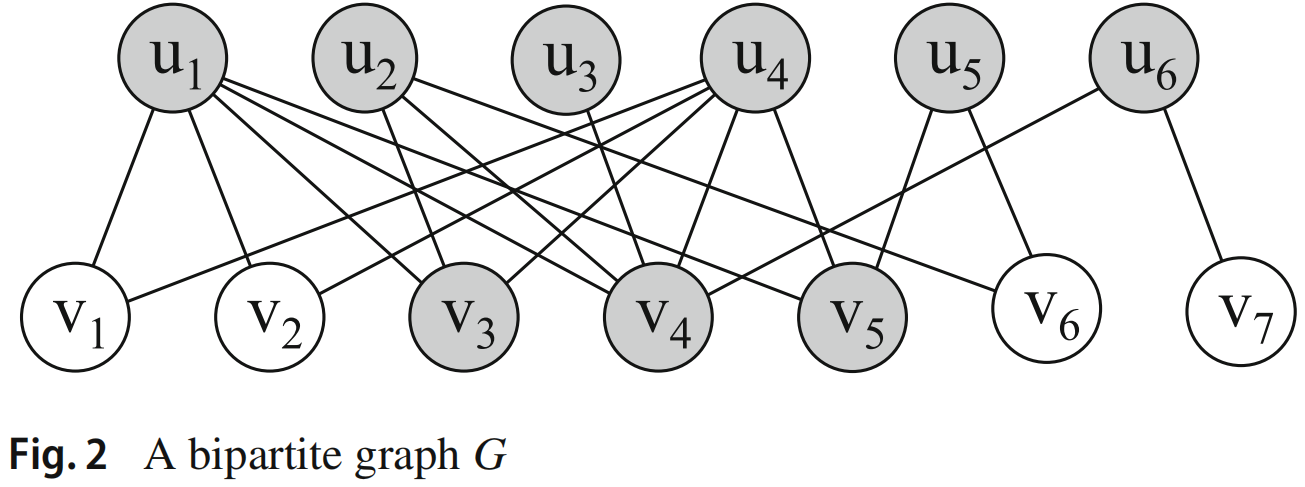 u1 u2 u3 u4 u5 u6
v1 v2 v3 v4 v5 v6 v7
Fig. 2 A bipartite graph G